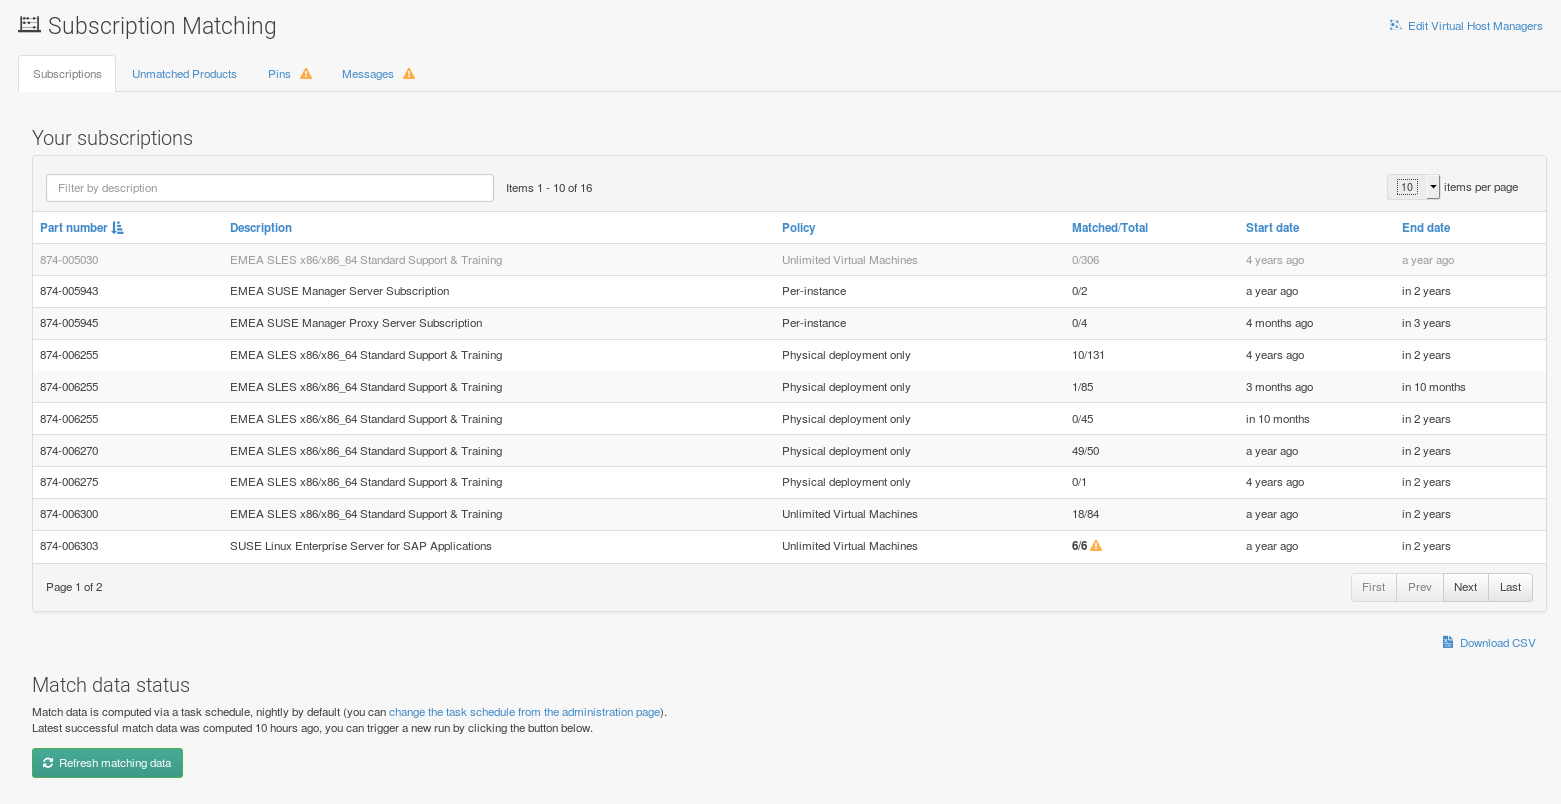 Subscription Matching
Edit Virtual Host Managers
Subscriptions Unmatched Products Pins Messages
Your subscriptions
Filter by description Items 1 - 10 of 16 10 items per page
Part number Description Policy Matched/Total Start date End date
874-005030 EMEA SLES x86/x86_64 Standard Support & Training Unlimited Virtual Machines 0/306 4 years ago a year ago
874-005943 EMEA SUSE Manager Server Subscription Per-instance 0/2 a year ago in 2 years
874-005945 EMEA SUSE Manager Proxy Server Subscription Per-instance 0/4 4 months ago in 3 years
874-006255 EMEA SLES x86/x86_64 Standard Support & Training Physical deployment only 10/131 4 years ago in 2 years
874-006255 EMEA SLES x86/x86_64 Standard Support & Training Physical deployment only 1/85 3 months ago in 10 months
874-006255 EMEA SLES x86/x86_64 Standard Support & Training Physical deployment only 0/45 in 10 months in 2 years
874-006270 EMEA SLES x86/x86_64 Standard Support & Training Physical deployment only 49/50 a year ago in 2 years
874-006275 EMEA SLES x86/x86_64 Standard Support & Training Physical deployment only 0/1 4 years ago in 2 years
874-006300 EMEA SLES x86/x86_64 Standard Support & Training Unlimited Virtual Machines 18/84 a year ago in 2 years
874-006303 SUSE Linux Enterprise Server for SAP Applications Unlimited Virtual Machines 6/6 a year ago in 2 years
Page 1 of 2 First Prev Next Last
Download CSV
Match data status
Match data is computed via a task schedule, nightly by default (you can change the task schedule from the administration page).
Latest successful match data was computed 10 hours ago, you can trigger a new run by clicking the button below.
Refresh matching data